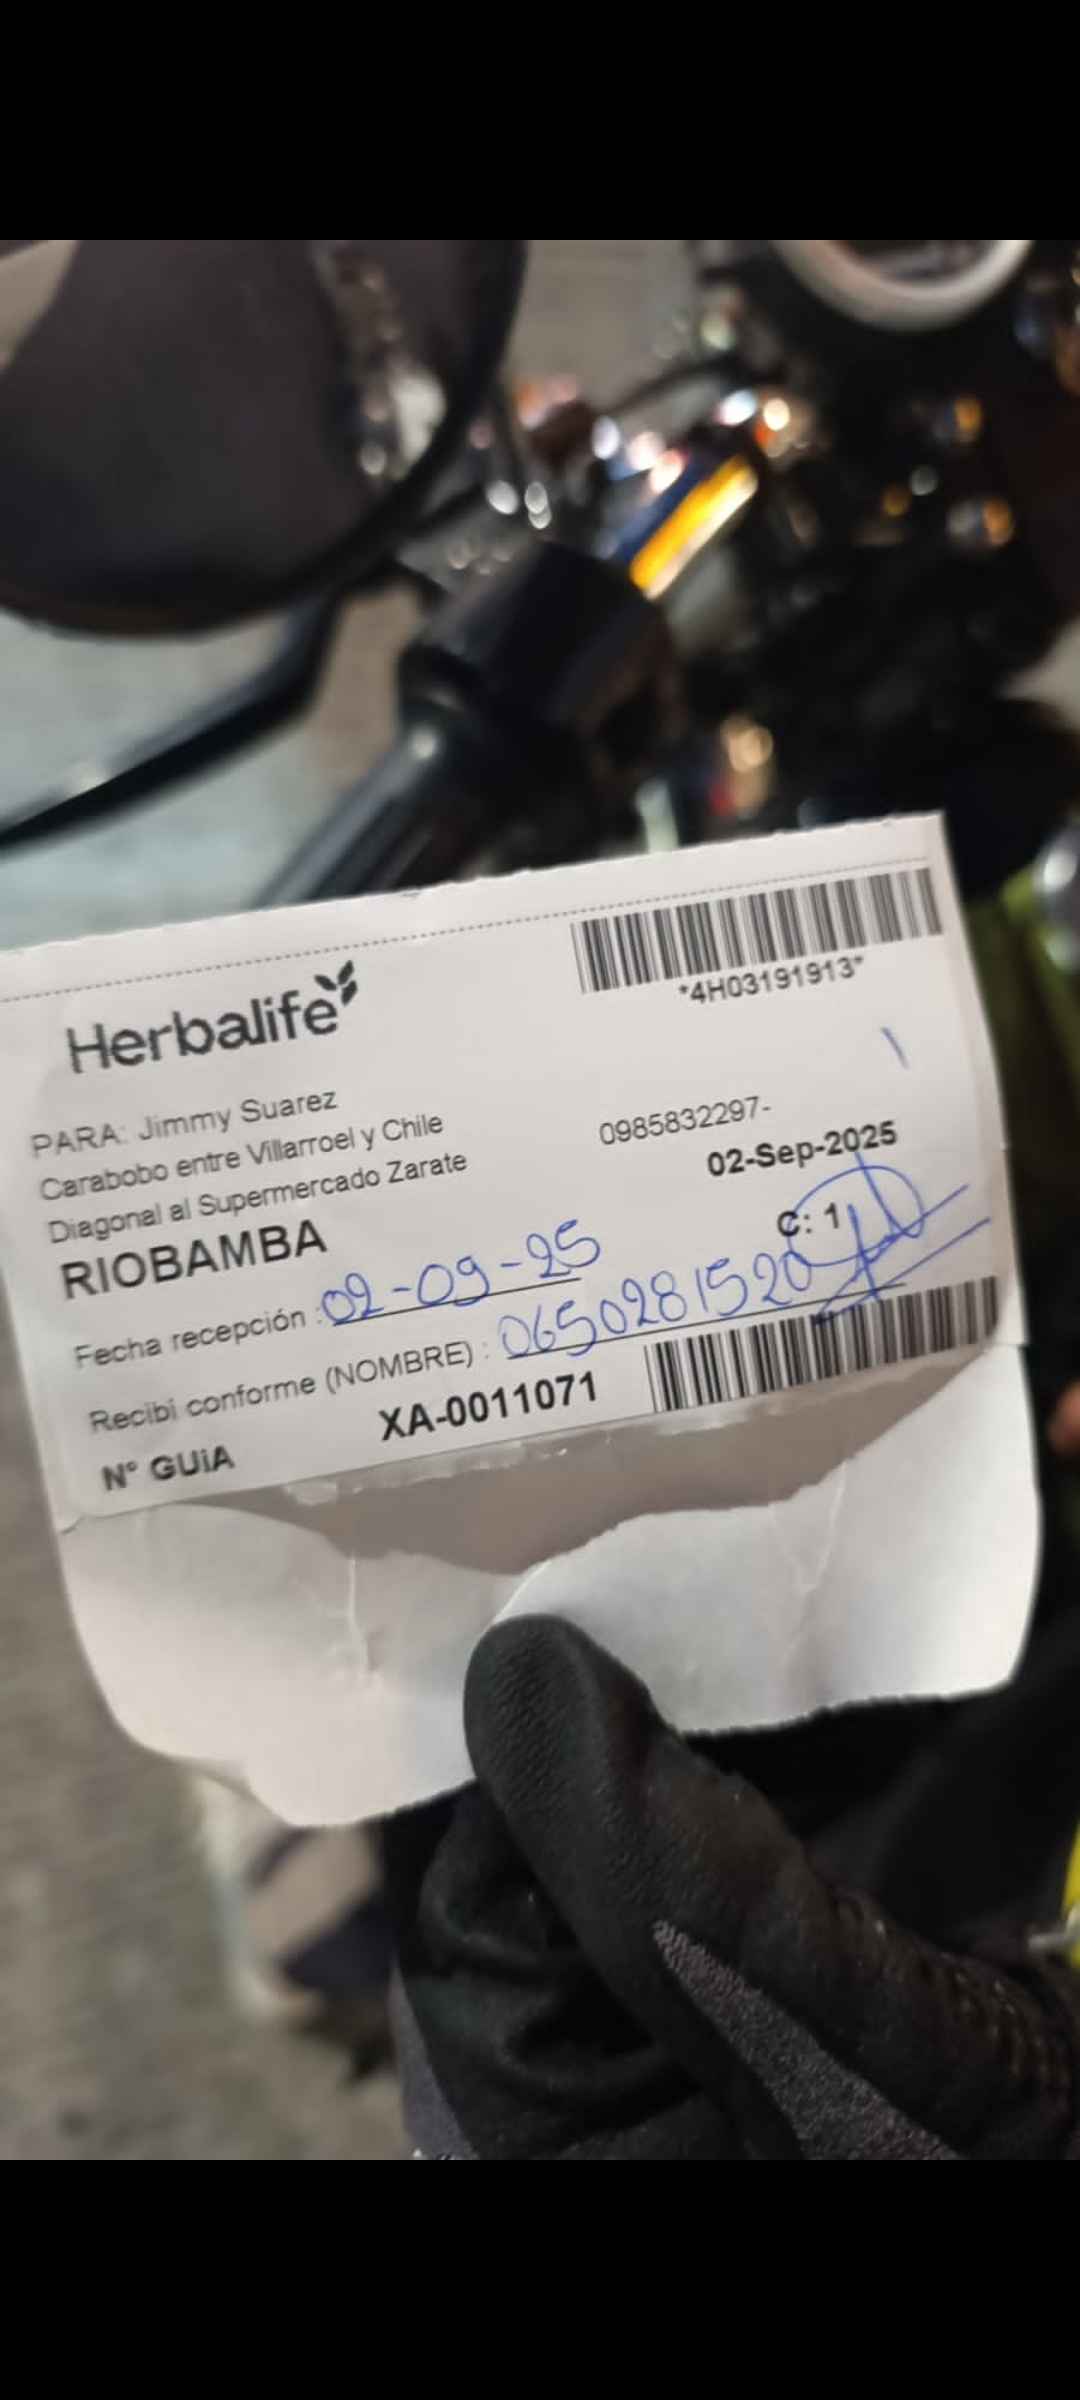 *4H03191913*
Herbalife
PARA: Jimmy Suarez
Carabobo entre Villarroel y Chile 0985832297-
Diagonal al Supermercado Zarate 02-Sep-2025
RIOBAMBA C: 1
Fecha recepción : 02-09-25
Recibi conforme (NOMBRE) : 0650281520
N° GUiA XA-0011071